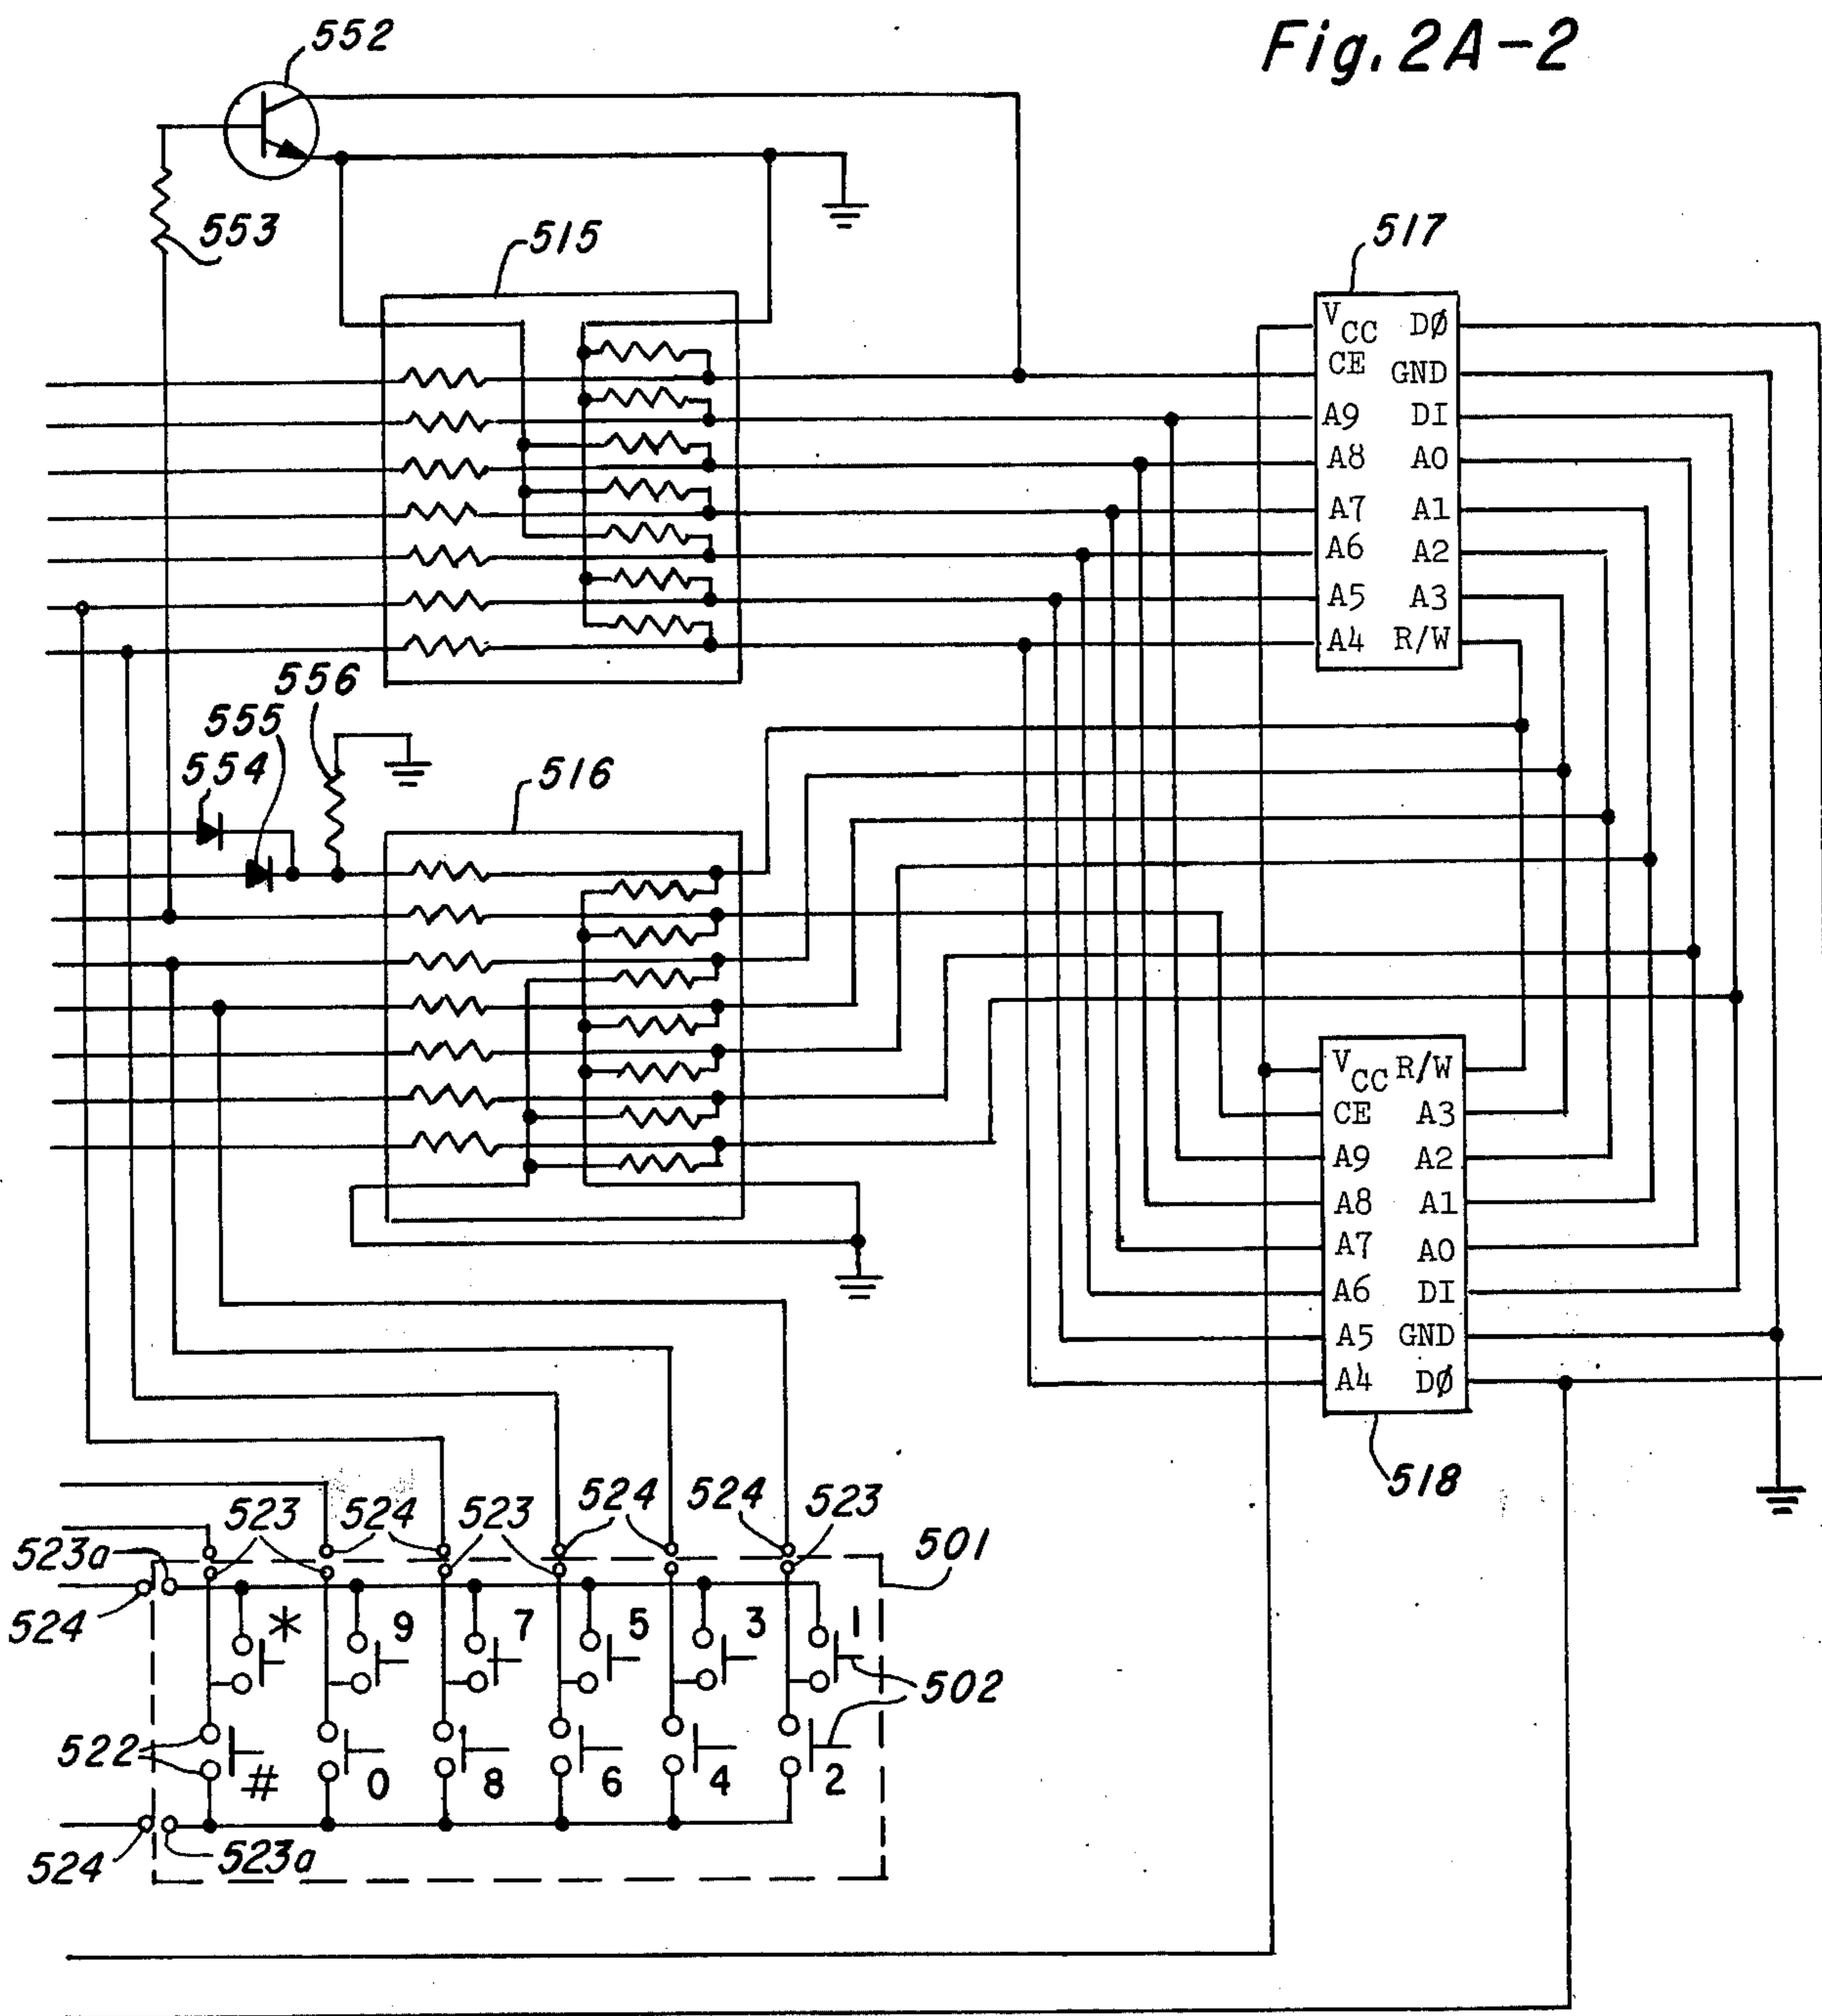 Fig. 2A-2
552
553
515
517
V CC DØ
CE GND
A9 DI
A8 A0
A7 A1
A6 A2
A5 A3
A4 R/W
556
555
554
516
V CC R/W
CE A3
A9 A2
A8 A1
A7 A0
A6 DI
A5 GND
A4 DØ
518
523a 523 524 523 524 524 523
501
524
* 9 7 5 3 1
502
522
# 0 8 6 4 2
524 523a